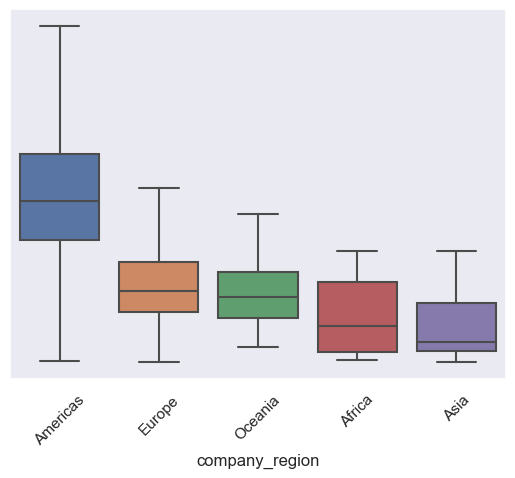 Americas
Europe
Oceania
Africa
Asia
company_region